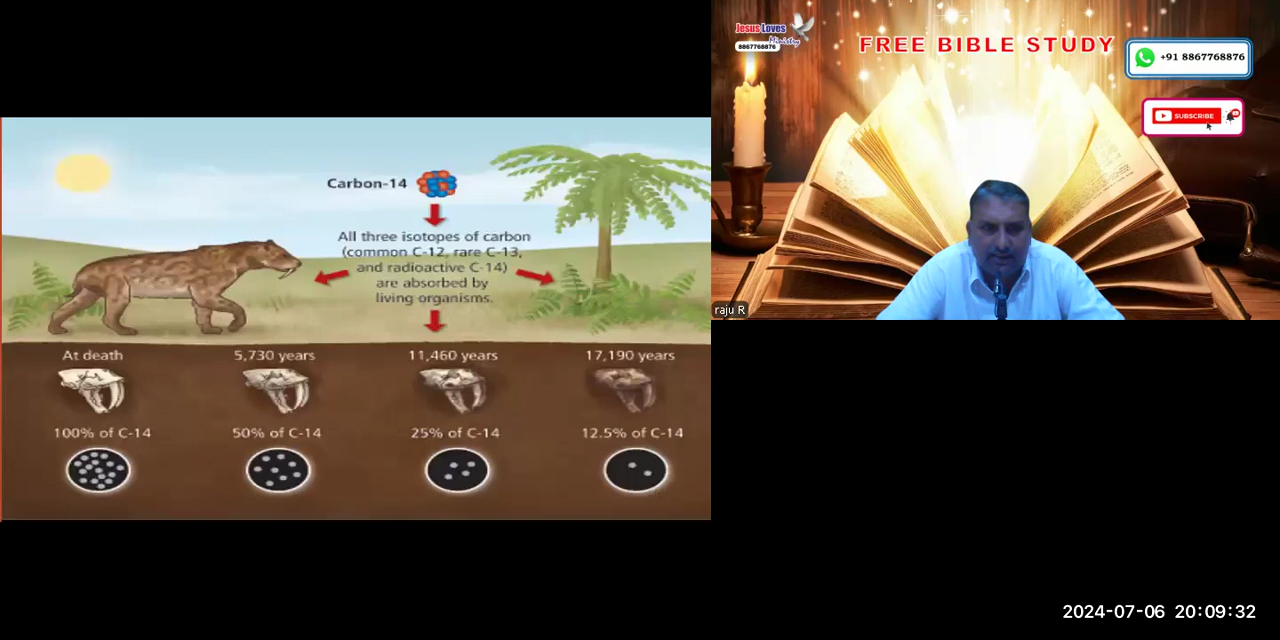 Carbon-14
All three isotopes of carbon
(common C-12, rare C-13,
and radioactive C-14)
are absorbed by
living organisms.
At death
5,730 years
11,460 years
17,190 years
100% of C-14
50% of C-14
25% of C-14
12.5% of C-14
Jesus Loves
Ministry
8867768876
FREE BIBLE STUDY
+91 8867768876
SUBSCRIBE
raju R
2024-07-06 20:09:32